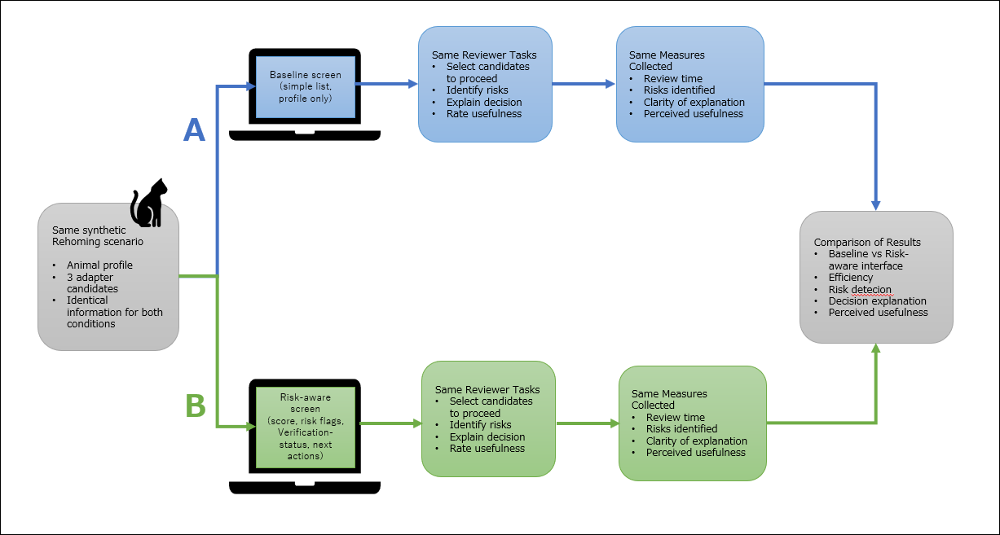 Same synthetic
Rehoming scenario
• Animal profile
• 3 adapter
candidates
• Identical
information for both
conditions
A
Baseline screen
(simple list,
profile only)
Same Reviewer Tasks
• Select candidates
to proceed
• Identify risks
• Explain decision
• Rate usefulness
Same Measures
Collected
• Review time
• Risks identified
• Clarity of explanation
• Perceived usefulness
B
Risk-aware
screen
(score, risk flags,
Verification-
status, next
actions)
Same Reviewer Tasks
• Select candidates
to proceed
• Identify risks
• Explain decision
• Rate usefulness
Same Measures
Collected
• Review time
• Risks identified
• Clarity of explanation
• Perceived usefulness
Comparison of Results
• Baseline vs Risk-
aware interface
• Efficiency
• Risk detecion
• Decision explanation
• Perceived usefulness